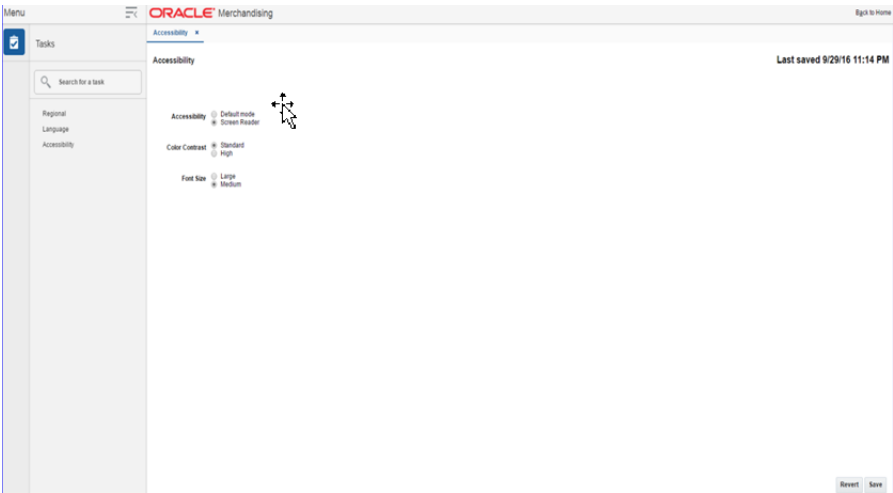 Menu
ORACLE Merchandising
Back to Home
Tasks
Search for a task
Regional
Language
Accessibility
Accessibility ×
Accessibility
Last saved 9/29/16 11:14 PM
Accessibility Default mode
Screen Reader
Color Contrast Standard
High
Font Size Large
Medium
Revert Save